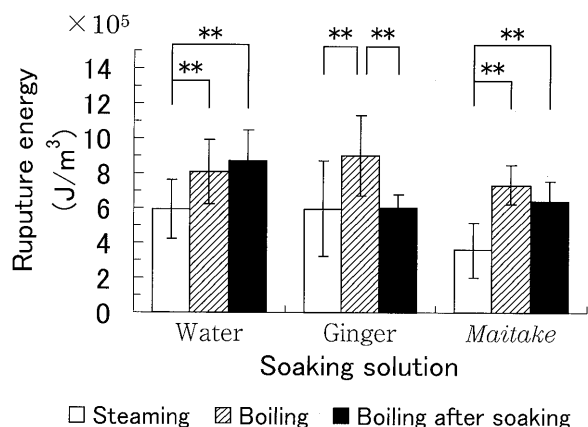 × 10⁵
** ** ** ** ** **
Ruputure energy
(J/m³)
14
12
10
8
6
4
2
0
Water Ginger Maitake
Soaking solution
□ Steaming ▨ Boiling ■ Boiling after soaking